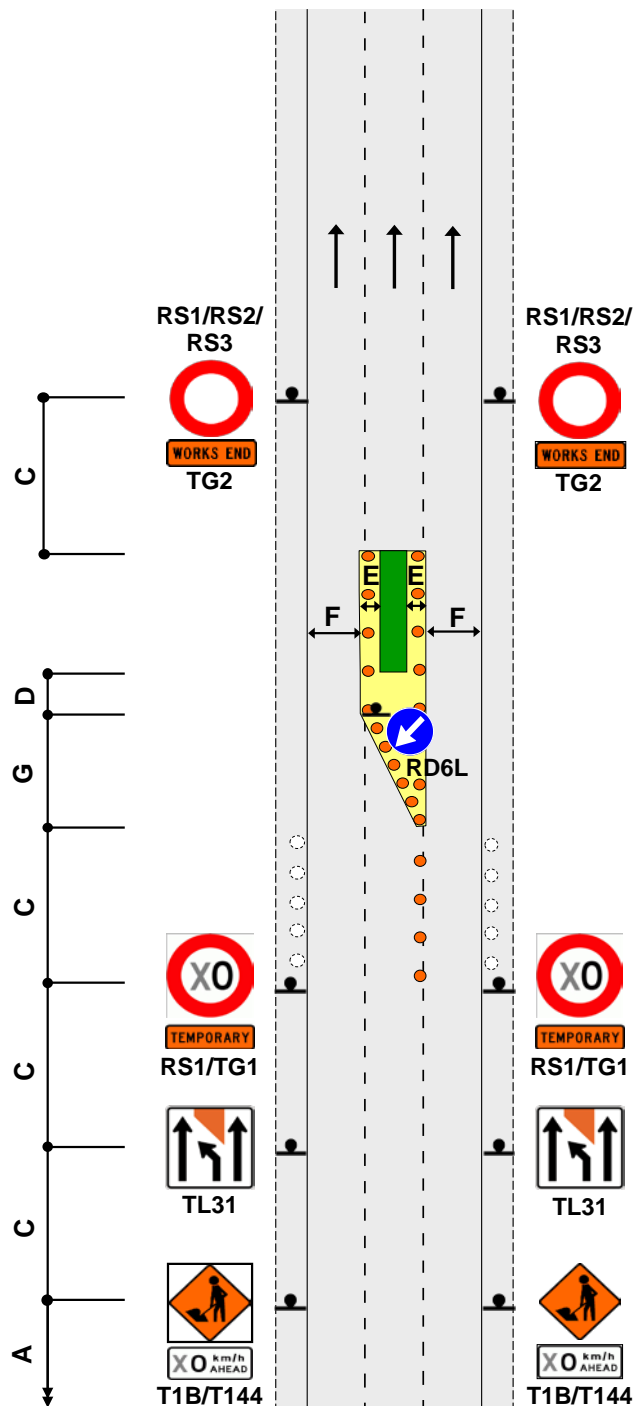 RS1/RS2/
RS3
WORKS END
TG2
RS1/RS2/
RS3
WORKS END
TG2
C
E
E
F
F
D
G
RD6L
C
X0
TEMPORARY
RS1/TG1
X0
TEMPORARY
RS1/TG1
C
TL31
TL31
C
X0 km/h
AHEAD
T1B/T144
X0 km/h
AHEAD
T1B/T144
A